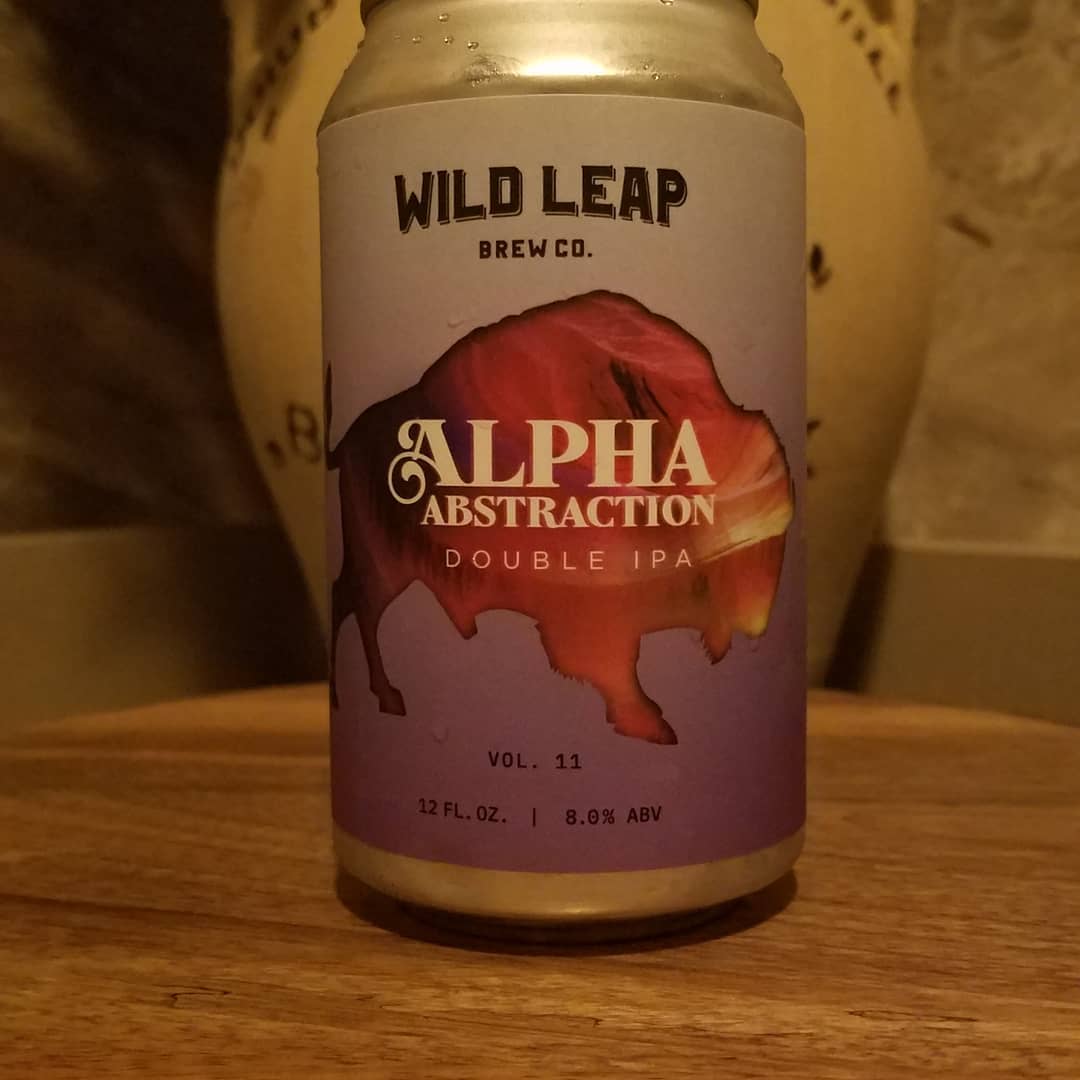 WILD LEAP
BREW CO.
ALPHA
ABSTRACTION
DOUBLE IPA
VOL. 11
12 FL. OZ. | 8.0% ABV